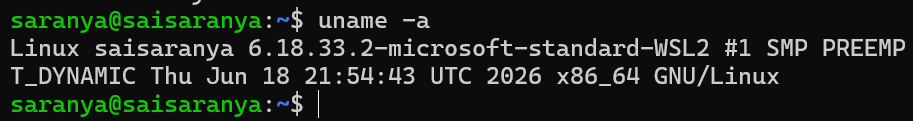 saranya@saisaranya:~$ uname -a
Linux saisaranya 6.18.33.2-microsoft-standard-WSL2 #1 SMP PREEMP
T_DYNAMIC Thu Jun 18 21:54:43 UTC 2026 x86_64 GNU/Linux
saranya@saisaranya:~$